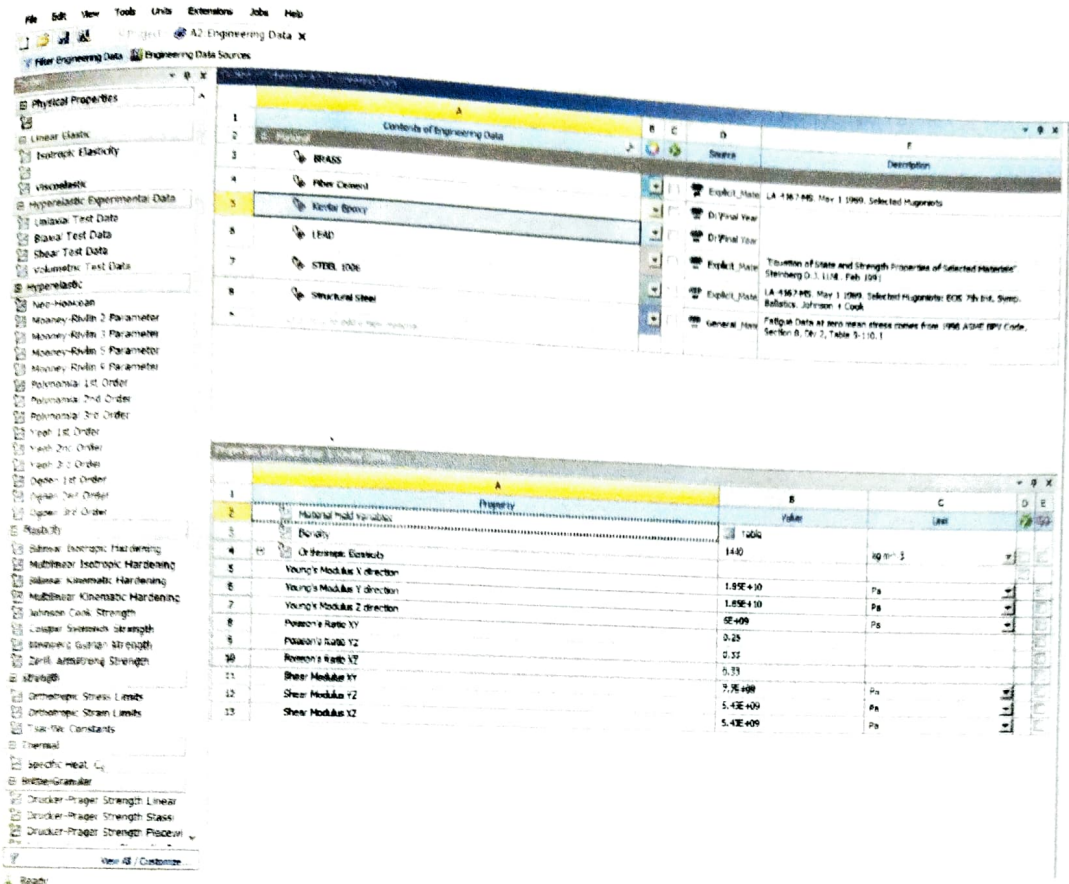 File Edit View Tools Units Extensions Jobs Help
Project A2:Engineering Data
Filter Engineering Data Engineering Data Sources
Physical Properties
Linear Elastic
Isotropic Elasticity
viscoelastic
Hyperelastic Experimental Data
Uniaxial Test Data
Biaxial Test Data
Shear Test Data
Volumetric Test Data
Hyperelastic
Neo-Hookean
Mooney-Rivlin 2 Parameter
Mooney-Rivlin 3 Parameter
Mooney-Rivlin 5 Parameter
Mooney-Rivlin 9 Parameter
Polynomial 1st Order
Polynomial 2nd Order
Polynomial 3rd Order
Yeoh 1st Order
Yeoh 2nd Order
Yeoh 3rd Order
Ogden 1st Order
Ogden 2nd Order
Ogden 3rd Order
Plasticity
Bilinear Isotropic Hardening
Multilinear Isotropic Hardening
Bilinear Kinematic Hardening
Multilinear Kinematic Hardening
Johnson Cook Strength
Cowper Symonds Strength
Steinberg Guinan Strength
Zerilli Armstrong Strength
Strength
Orthotropic Stress Limits
Orthotropic Strain Limits
Tsai-Wu Constants
Thermal
Specific Heat, Cp
Brittle/Granular
Drucker-Prager Strength Linear
Drucker-Prager Strength Stassi
Drucker-Prager Strength Piecewi
View All / Customize...
Ready
A B C D E
1 Contents of Engineering Data Source Description
2 Material
3 BRASS Explicit_Mate LA-4167-MS. May 1 1969. Selected Hugoniots
4 Fiber Cement D:\Final Year
5 Kevlar Epoxy D:\Final Year
6 LEAD Explicit_Mate "Equation of State and Strength Properties of Selected Materials"
Steinberg D.J. LLNL. Feb 1991
7 STEEL 1006 Explicit_Mate LA-4167-MS. May 1 1969. Selected Hugoniots: EOS 7th Int. Symp.
Ballistics. Johnson + Cook
8 Structural Steel General_Mate Fatigue Data at zero mean stress comes from 1998 ASME BPV Code,
Section 8, Div 2, Table 5-110.1
A B C D E
1 Property Value Unit
2 Material Field Variables Table
3 Density 1440 kg m^-3
4 Orthotropic Elasticity
5 Young's Modulus X direction 1.85E+10 Pa
6 Young's Modulus Y direction 1.85E+10 Pa
7 Young's Modulus Z direction 6E+09 Pa
8 Poisson's Ratio XY 0.25
9 Poisson's Ratio YZ 0.33
10 Poisson's Ratio XZ 0.33
11 Shear Modulus XY Pa
12 Shear Modulus YZ 5.43E+09 Pa
13 Shear Modulus XZ 5.43E+09 Pa